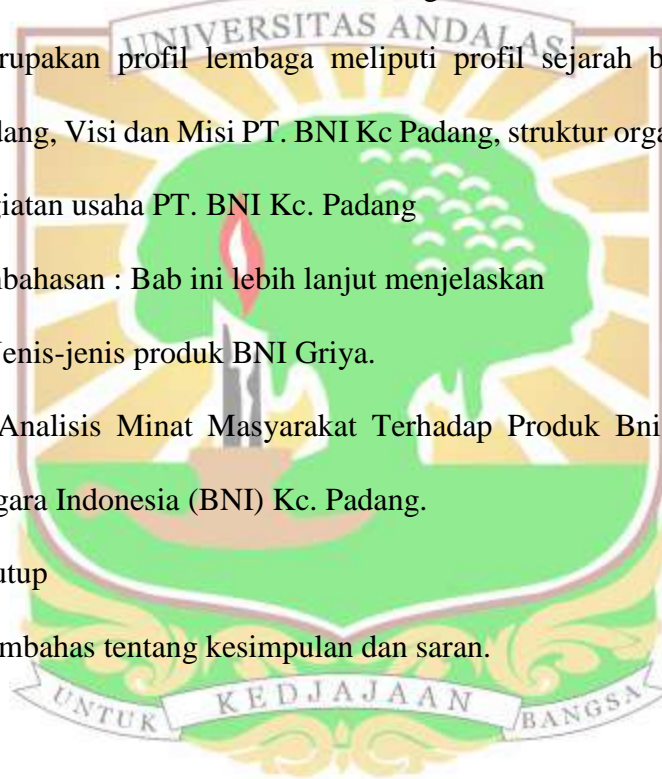 UNIVERSITAS ANDALAS
rupakan profil lembaga meliputi profil sejarah b
dang, Visi dan Misi PT. BNI Kc Padang, struktur orga
giatan usaha PT. BNI Kc. Padang
nbahasan : Bab ini lebih lanjut menjelaskan
Jenis-jenis produk BNI Griya.
Analisis Minat Masyarakat Terhadap Produk Bni
gara Indonesia (BNI) Kc. Padang.
utup
mbahas tentang kesimpulan dan saran.
UNTUK KEDJAJAAN BANGSA